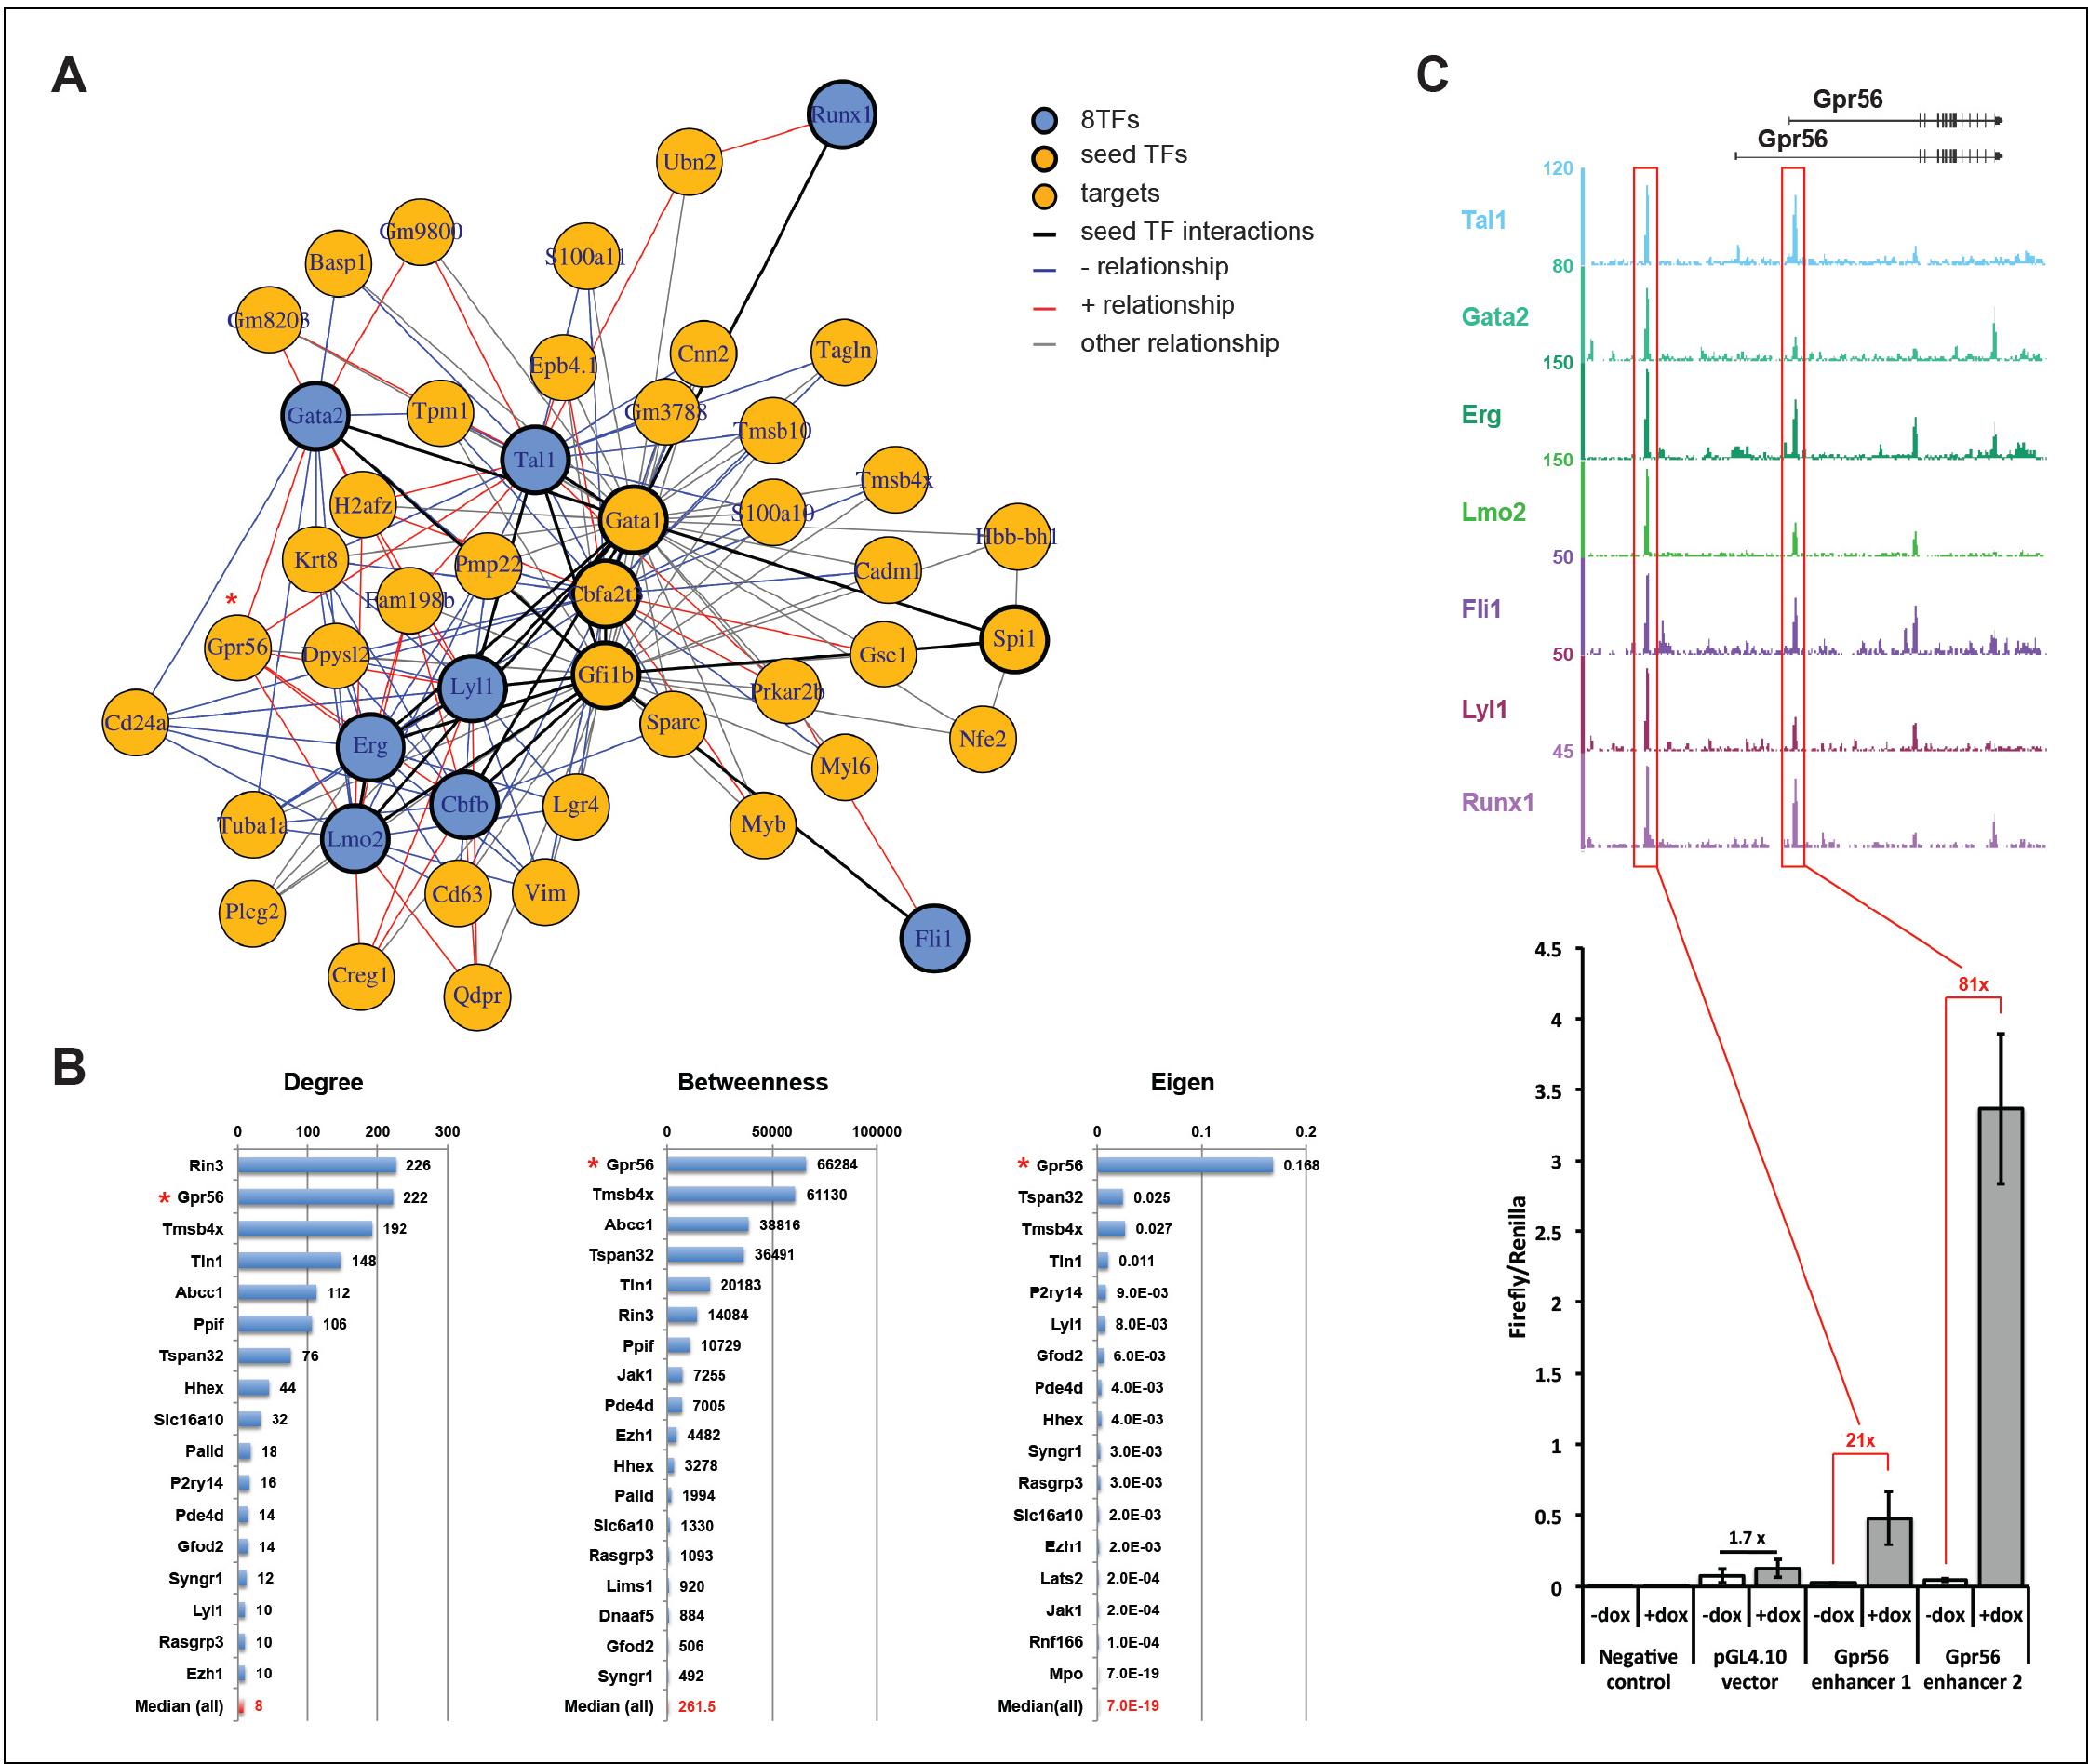 A
Runx1
Ubn2
Gm9800
S100a11
Basp1
Gm8203
Epb4.1
Cnn2
Tagln
Gata2
Tpm1
Gm3788
Tmsb10
Tal1
Tmsb4x
H2afz
Gata1
S100a10
Hbb-bh1
Krt8
Pmp22
Cadm1
Fam198b
Cbfa2t3
*
Gpr56
Dpysl2
Gsc1
Spi1
Lyl1
Gfi1b
Prkar2b
Cd24a
Sparc
Erg
Nfe2
Myl6
Cbfb
Lgr4
Tuba1a
Lmo2
Myb
Plcg2
Cd63
Vim
Fli1
Creg1
Qdpr
8TFs
seed TFs
targets
seed TF interactions
- relationship
+ relationship
other relationship
B
Degree
0 100 200 300
Rin3 226
* Gpr56 222
Tmsb4x 192
Tln1 148
Abcc1 112
Ppif 106
Tspan32 76
Hhex 44
Slc16a10 32
Palld 18
P2ry14 16
Pde4d 14
Gfod2 14
Syngr1 12
Lyl1 10
Rasgrp3 10
Ezh1 10
Median (all) 8
Betweenness
0 50000 100000
* Gpr56 66284
Tmsb4x 61130
Abcc1 38816
Tspan32 36491
Tln1 20183
Rin3 14084
Ppif 10729
Jak1 7255
Pde4d 7005
Ezh1 4482
Hhex 3278
Palld 1994
Slc6a10 1330
Rasgrp3 1093
Lims1 920
Dnaaf5 884
Gfod2 506
Syngr1 492
Median (all) 261.5
Eigen
0 0.1 0.2
* Gpr56 0.168
Tspan32 0.025
Tmsb4x 0.027
Tln1 0.011
P2ry14 9.0E-03
Lyl1 8.0E-03
Gfod2 6.0E-03
Pde4d 4.0E-03
Hhex 4.0E-03
Syngr1 3.0E-03
Rasgrp3 3.0E-03
Slc16a10 2.0E-03
Ezh1 2.0E-03
Lats2 2.0E-04
Jak1 2.0E-04
Rnf166 1.0E-04
Mpo 7.0E-19
Median(all) 7.0E-19
C
Gpr56
Gpr56
120
Tal1
80
Gata2
150
Erg
150
Lmo2
50
Fli1
50
Lyl1
45
Runx1
4.5
81x
4
3.5
3
2.5
2
1.5
21x
1
1.7 x
0.5
0
Firefly/Renilla
-dox +dox -dox +dox -dox +dox -dox +dox
Negative pGL4.10 Gpr56 Gpr56
control vector enhancer 1 enhancer 2